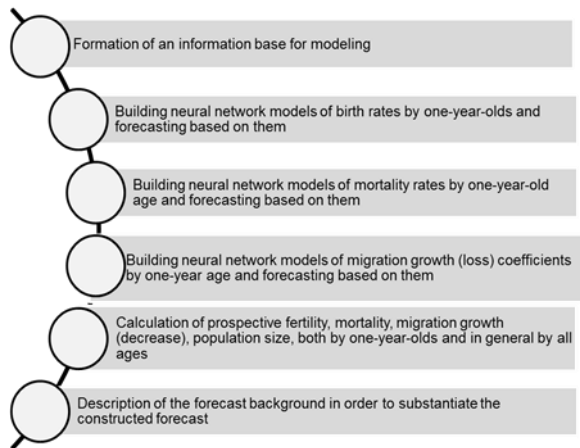 Formation of an information base for modeling
Building neural network models of birth rates by one-year-olds and
forecasting based on them
Building neural network models of mortality rates by one-year-old
age and forecasting based on them
Building neural network models of migration growth (loss) coefficients
by one-year age and forecasting based on them
Calculation of prospective fertility, mortality, migration growth
(decrease), population size, both by one-year-olds and in general by all
ages
Description of the forecast background in order to substantiate the
constructed forecast